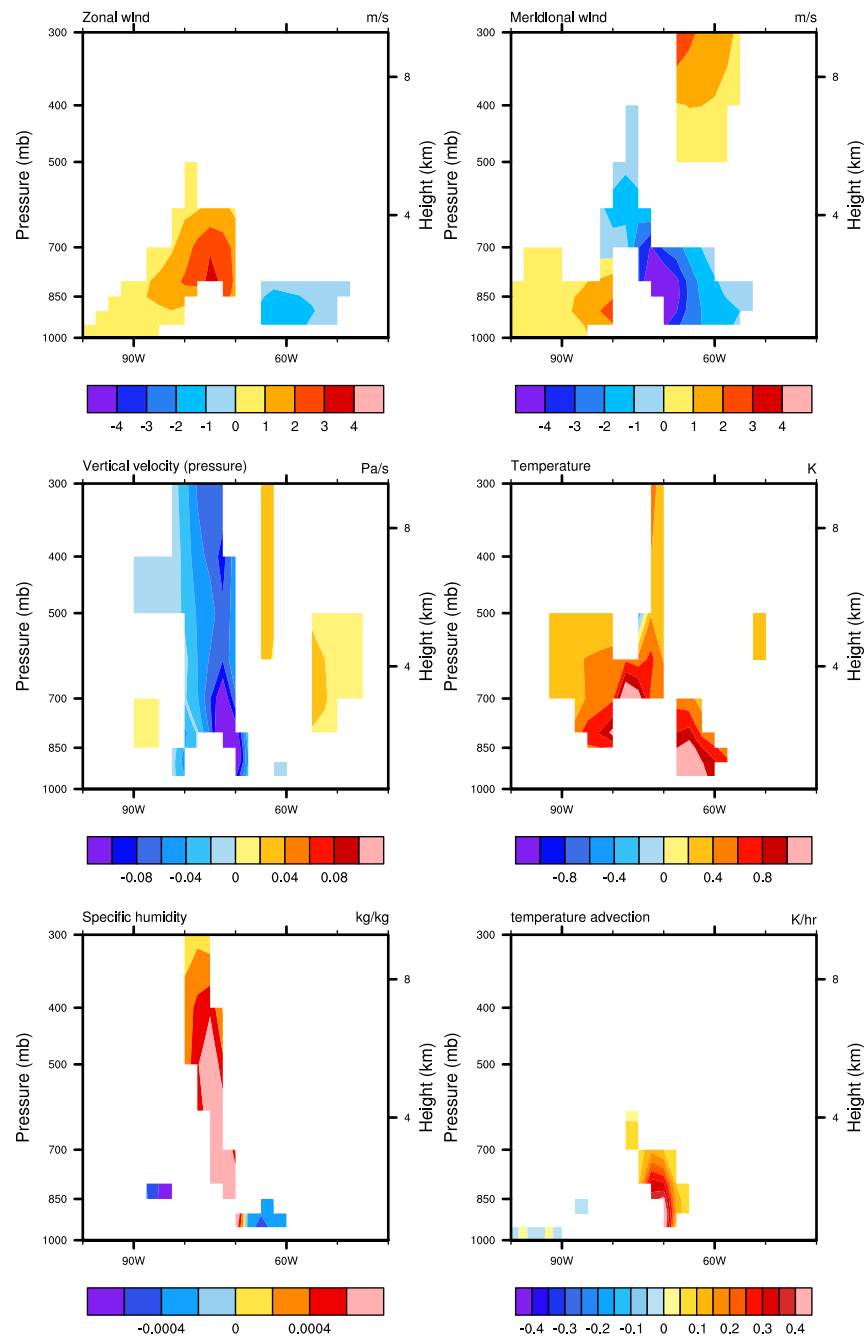 Zonal wind m/s
300
400
500
700
850
1000
Pressure (mb)
8
4
Height (km)
90W 60W
-4 -3 -2 -1 0 1 2 3 4
Meridional wind m/s
300
400
500
700
850
1000
Pressure (mb)
8
4
Height (km)
90W 60W
-4 -3 -2 -1 0 1 2 3 4
Vertical velocity (pressure) Pa/s
300
400
500
700
850
1000
Pressure (mb)
8
4
Height (km)
90W 60W
-0.08 -0.04 0 0.04 0.08
Temperature K
300
400
500
700
850
1000
Pressure (mb)
8
4
Height (km)
90W 60W
-0.8 -0.4 0 0.4 0.8
Specific humidity kg/kg
300
400
500
700
850
1000
Pressure (mb)
8
4
Height (km)
90W 60W
-0.0004 0 0.0004
temperature advection K/hr
300
400
500
700
850
1000
Pressure (mb)
8
4
Height (km)
90W 60W
-0.4 -0.3 -0.2 -0.1 0 0.1 0.2 0.3 0.4